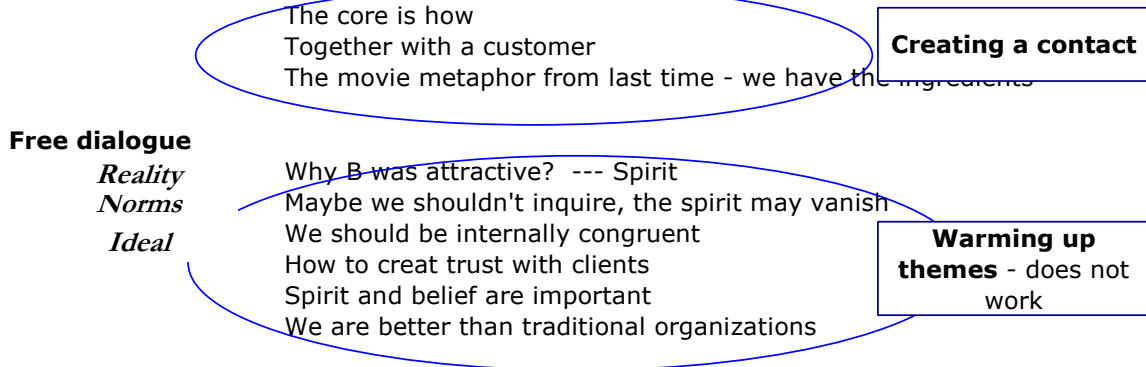 The core is how
Together with a customer
The movie metaphor from last time - we have the ingredients
Creating a contact
Free dialogue
Reality
Norms
Ideal
Why B was attractive?  --- Spirit
Maybe we shouldn't inquire, the spirit may vanish
We should be internally congruent
How to creat trust with clients
Spirit and belief are important
We are better than traditional organizations
Warming up
themes - does not
work